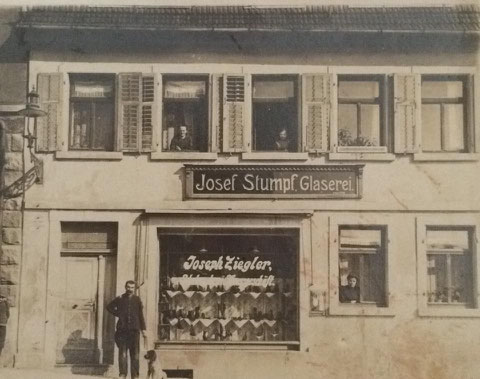 Josef Stumpf, Glaserei.
Joseph Ziegler,